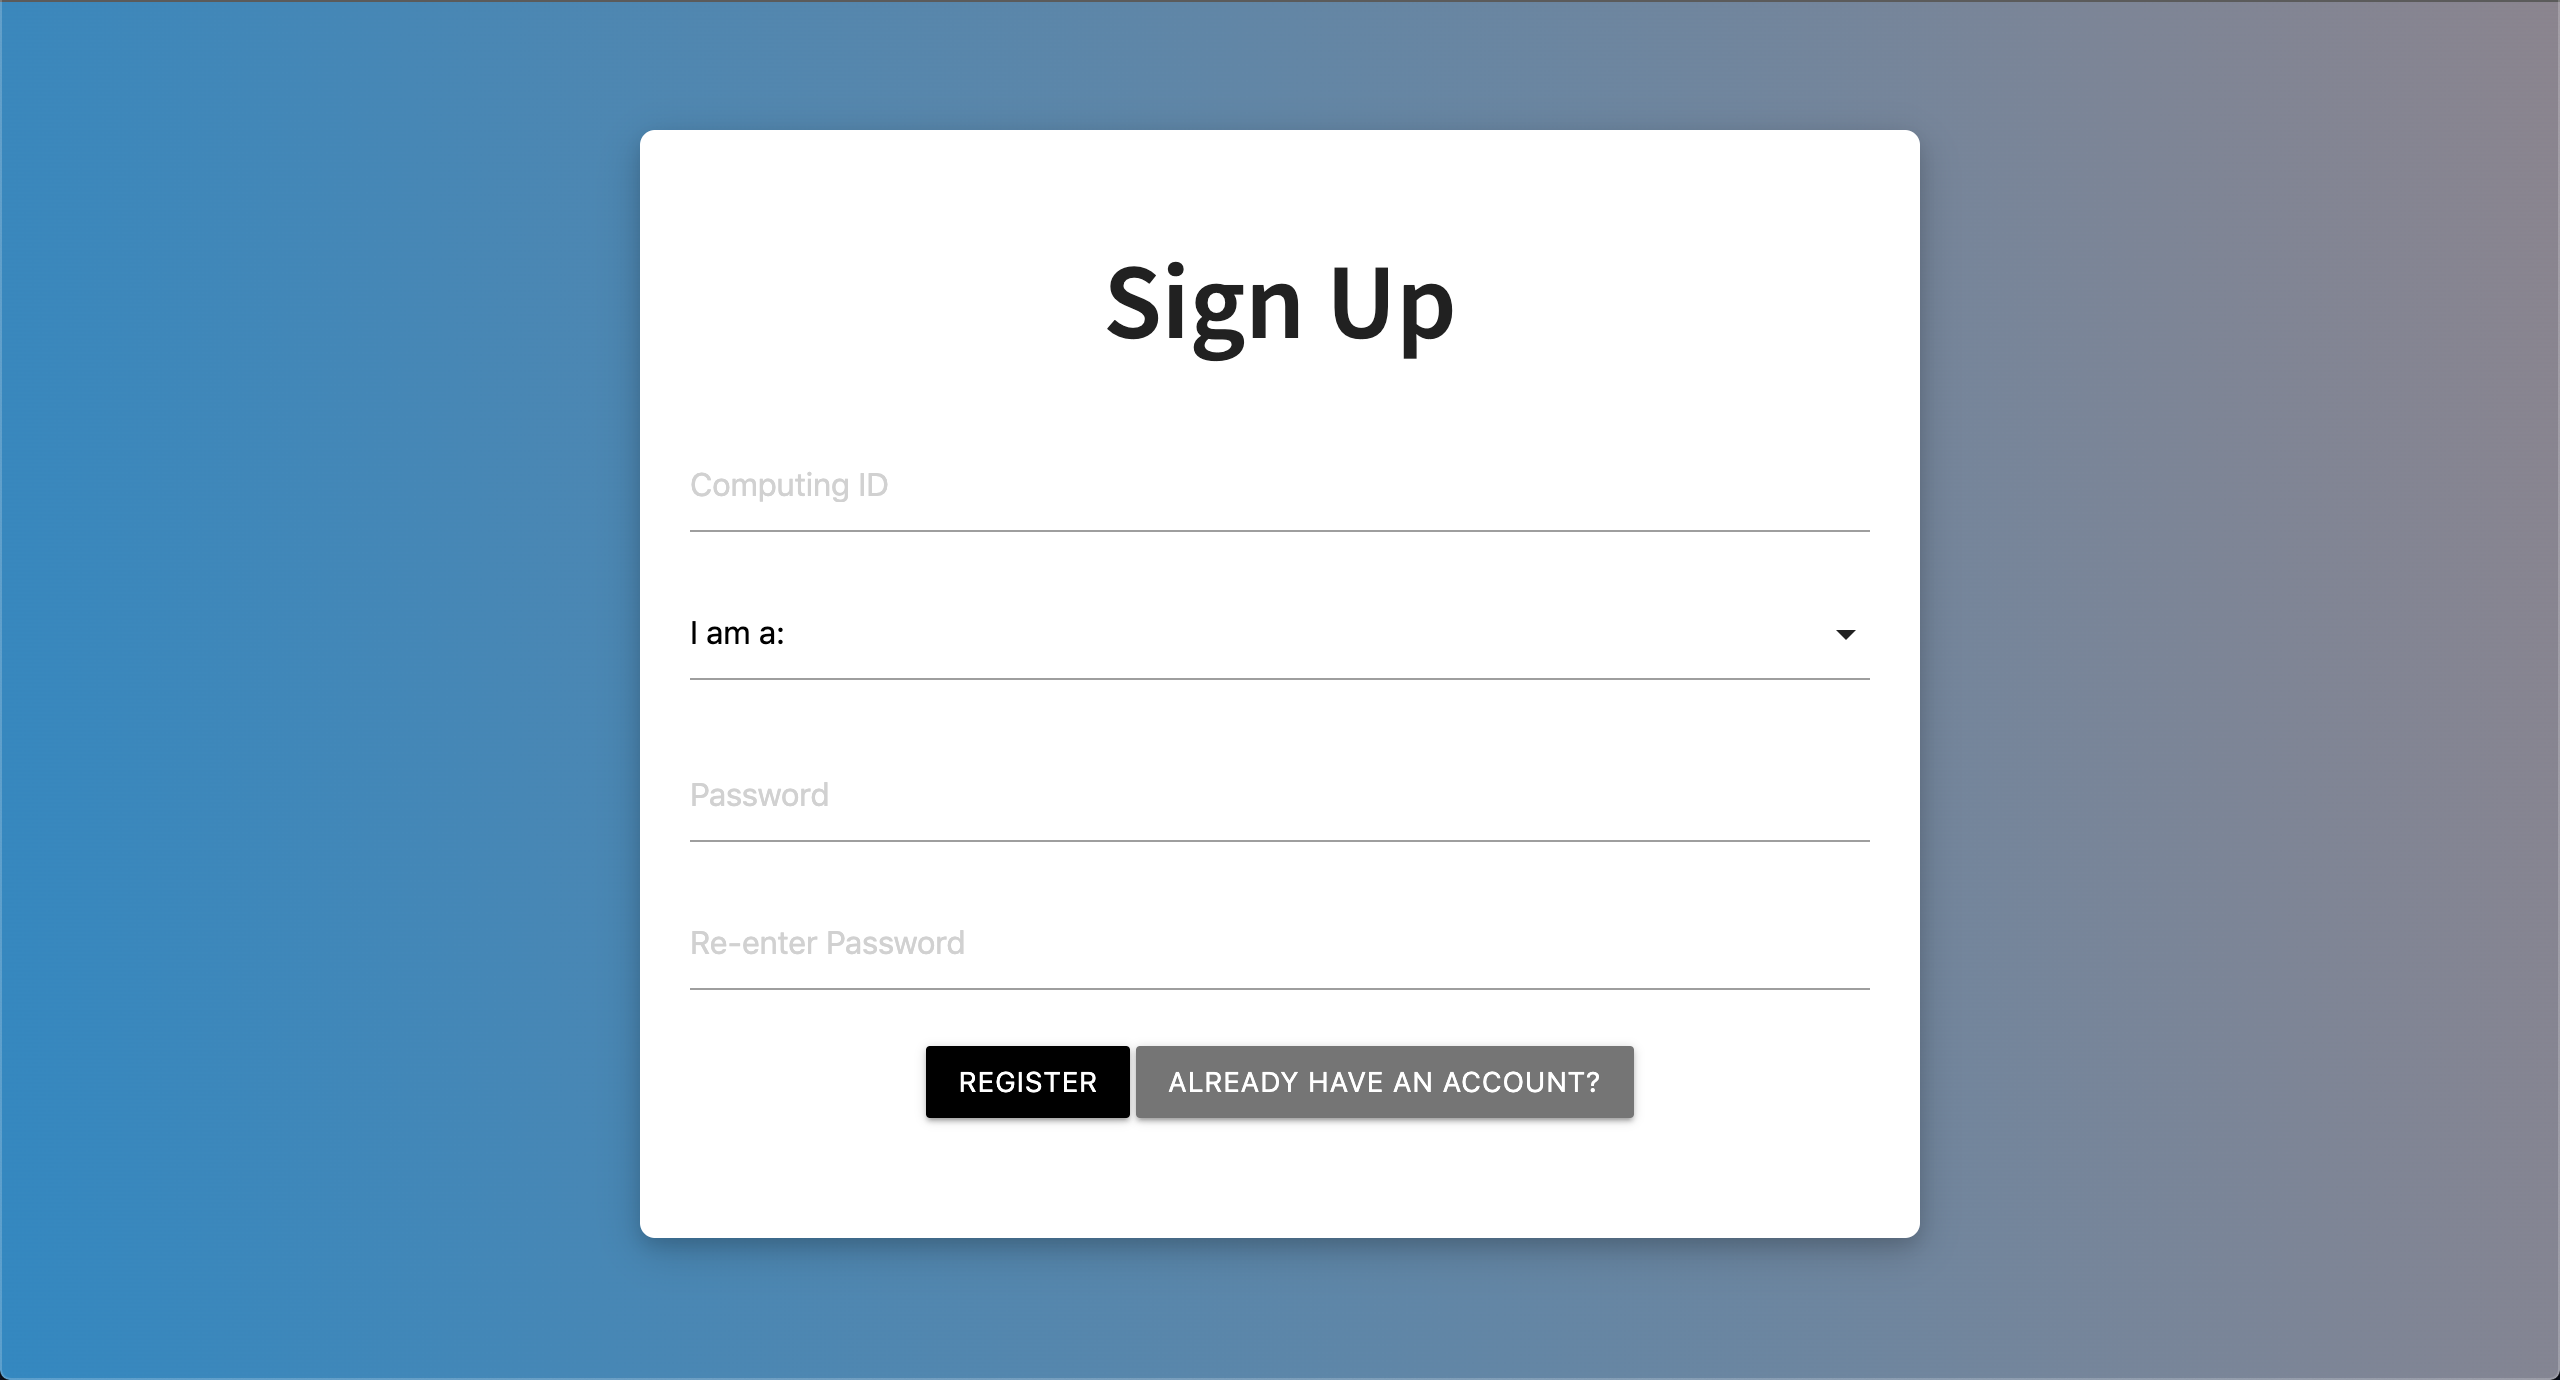 Sign Up
Computing ID
I am a:
Password
Re-enter Password
REGISTER
ALREADY HAVE AN ACCOUNT?